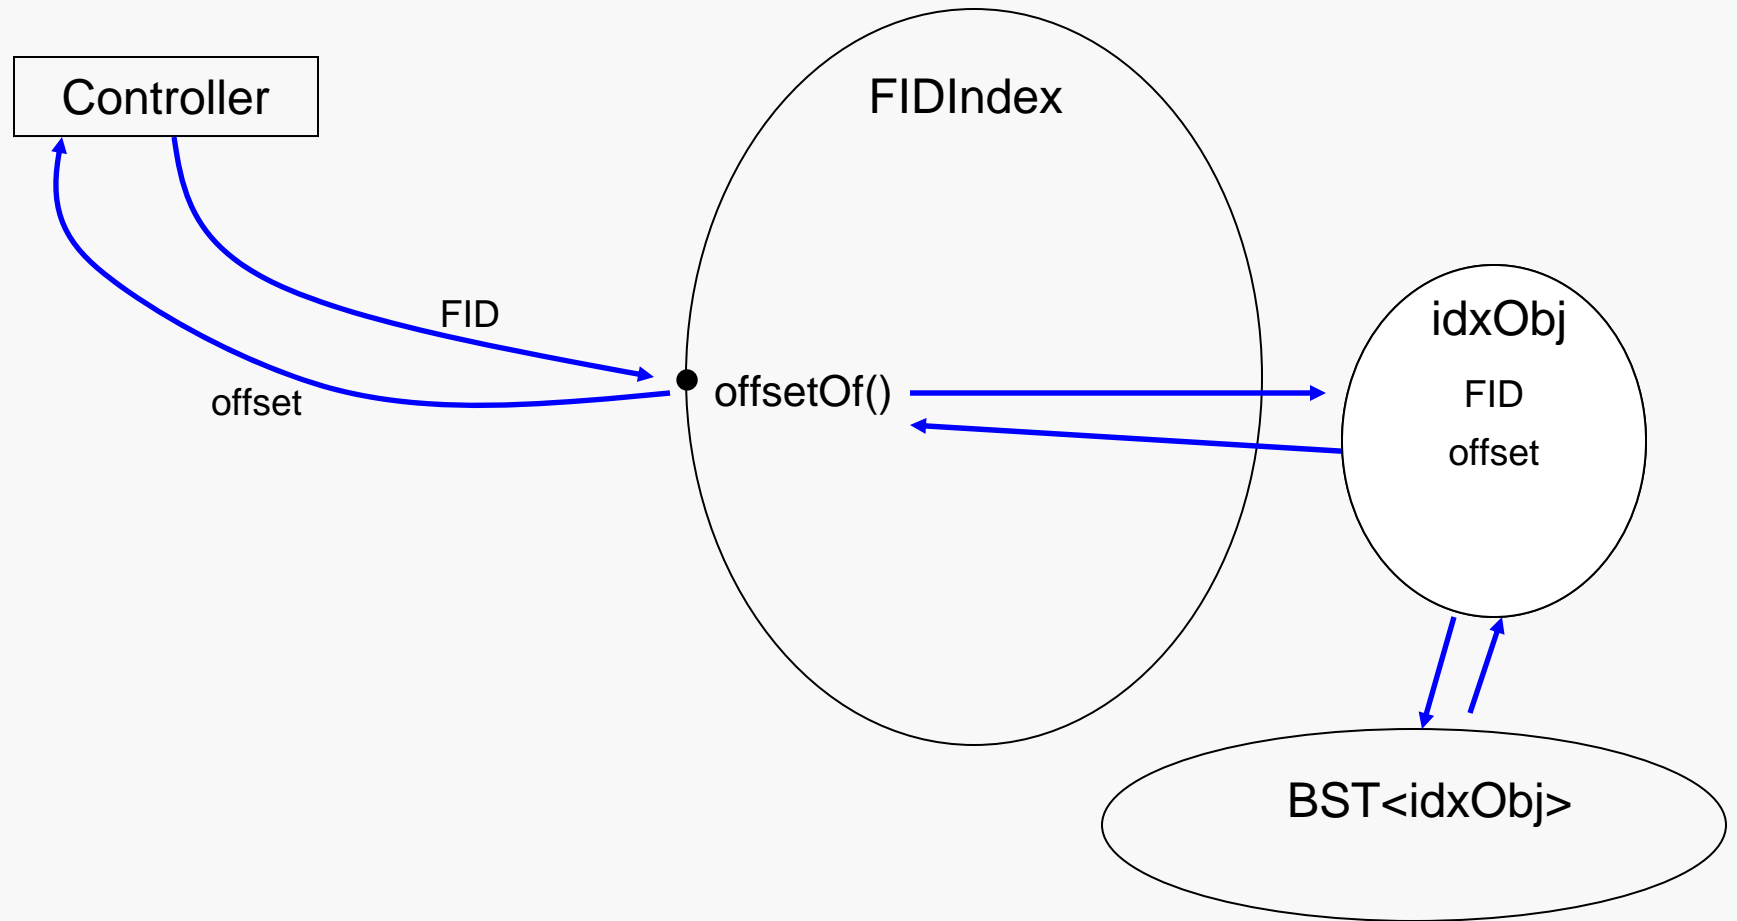 Controller
FIDIndex
FID
offset
offsetOf()
idxObj
FID
offset
BST<idxObj>